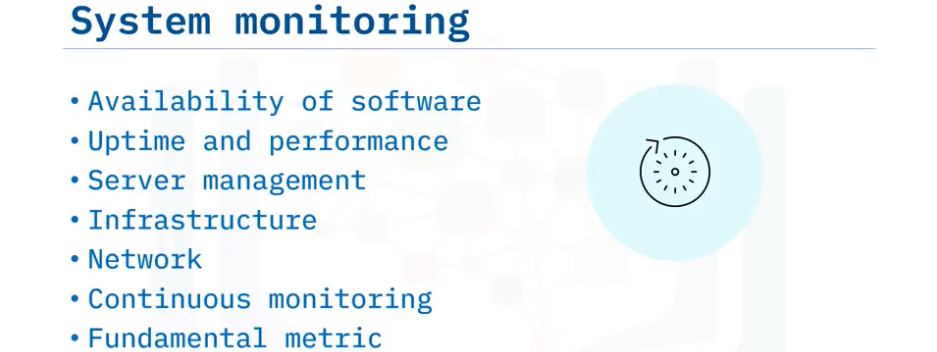 System monitoring
• Availability of software
• Uptime and performance
• Server management
• Infrastructure
• Network
• Continuous monitoring
• Fundamental metric